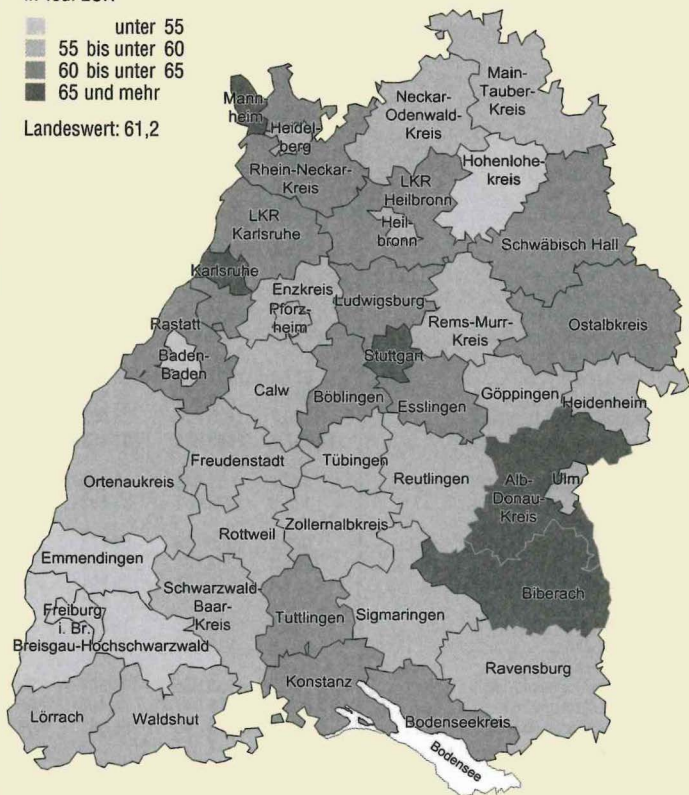 unter 55
55 bis unter 60
60 bis unter 65
65 und mehr
Landeswert: 61,2
Mann-
heim
Heidel-
berg
Rhein-Neckar-
Kreis
Neckar-
Odenwald-
Kreis
Main-
Tauber-
Kreis
Hohenlohe-
kreis
LKR
Heilbronn
Heil-
bronn
LKR
Karlsruhe
Karlsruhe
Schwäbisch Hall
Enzkreis
Pforz-
heim
Ludwigsburg
Rems-Murr-
Kreis
Ostalbkreis
Rastatt
Baden-
Baden
Stuttgart
Calw
Böblingen
Esslingen
Göppingen
Heidenheim
Ortenaukreis
Freudenstadt
Tübingen
Reutlingen
Alb-
Donau-
Kreis
Ulm
Rottweil
Zollernalbkreis
Emmendingen
Schwarzwald-
Baar-
Kreis
Biberach
Freiburg
i. Br.
Breisgau-Hochschwarzwald
Tuttlingen
Sigmaringen
Ravensburg
Konstanz
Lörrach
Waldshut
Bodenseekreis
Bodensee